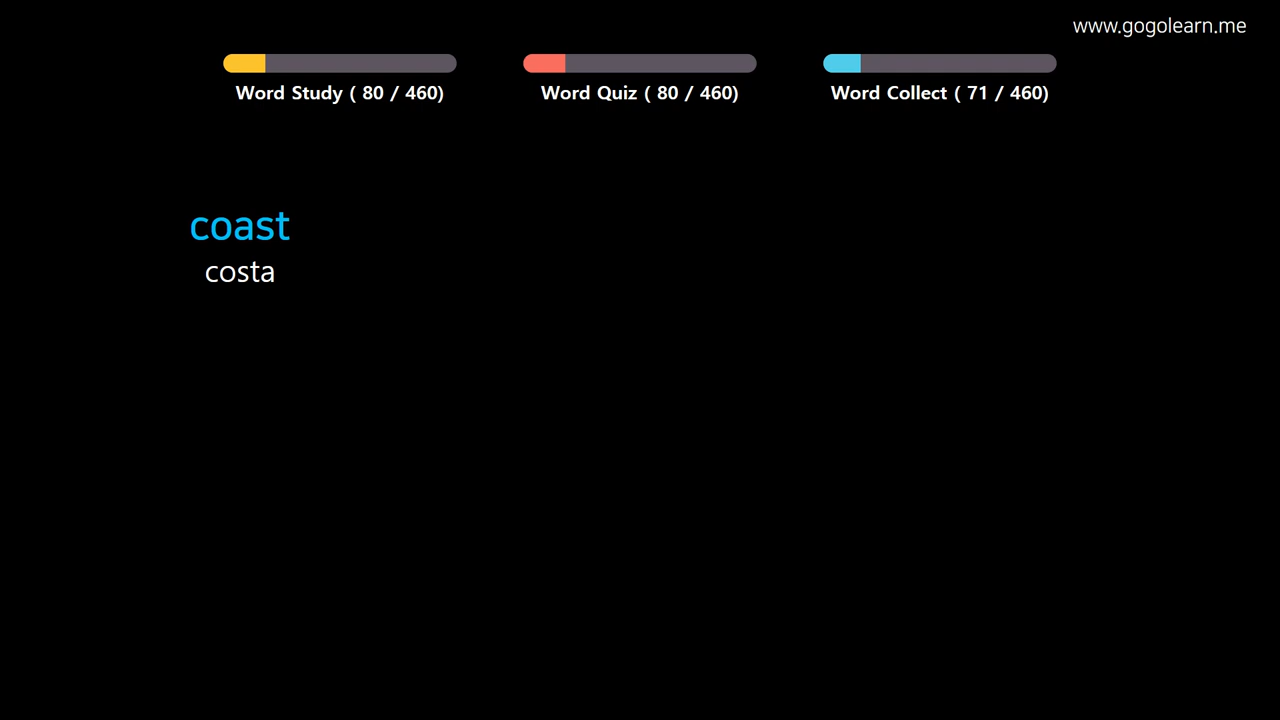 www.gogolearn.me
Word Study ( 80 / 460)
Word Quiz ( 80 / 460)
Word Collect ( 71 / 460)
coast
costa